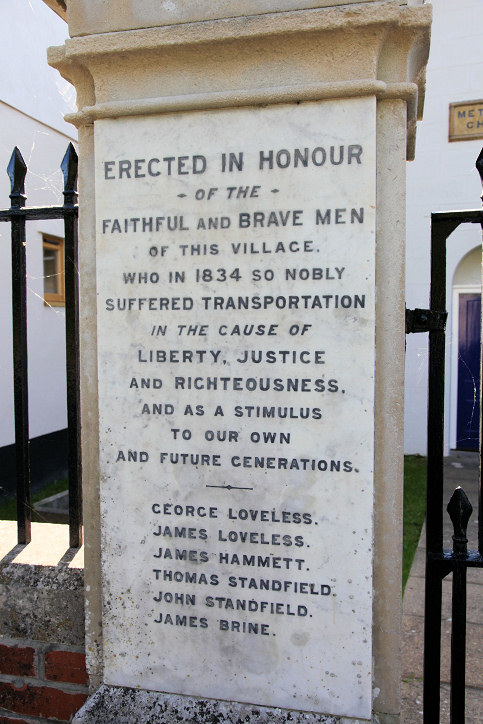 ERECTED IN HONOUR
OF THE
FAITHFUL AND BRAVE MEN
OF THIS VILLAGE.
WHO IN 1834 SO NOBLY
SUFFERED TRANSPORTATION
IN THE CAUSE OF
LIBERTY, JUSTICE
AND RIGHTEOUSNESS,
AND AS A STIMULUS
TO OUR OWN
AND FUTURE GENERATIONS.
GEORGE LOVELESS.
JAMES LOVELESS.
JAMES HAMMETT.
THOMAS STANDFIELD.
JOHN STANDFIELD.
JAMES BRINE.